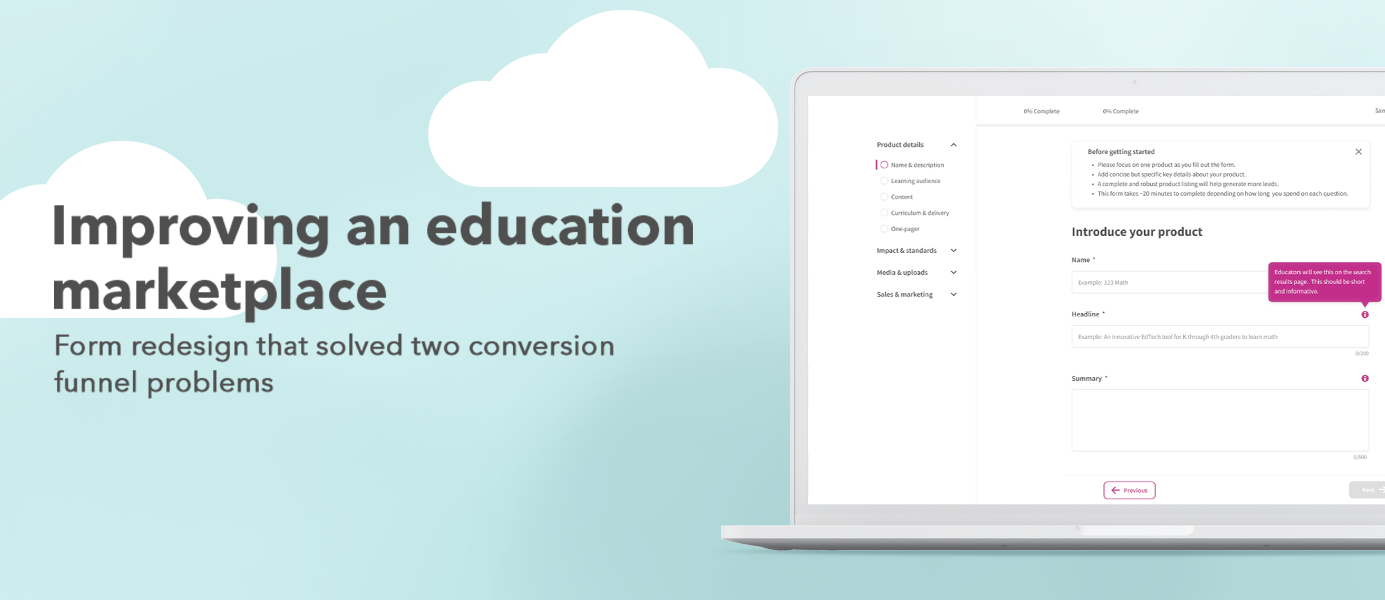 Improving an education
marketplace
Form redesign that solved two conversion
funnel problems
0% Complete
0% Complete
Product details
Name & description
Learning audience
Content
Curriculum & delivery
One-pager
Impact & standards
Media & uploads
Sales & marketing
Before getting started
• Please focus on one product as you fill out the form.
• Add concise but specific key details about your product.
• A complete and robust product listing will help generate more leads.
• This form takes ~20 minutes to complete depending on how long you spend on each question.
Introduce your product
Name *
Example: 123 Math
Educators will see this on the search
results page. This should be short
and informative.
Headline *
Example: An innovative EdTech tool for K through 4th graders to learn math
0/200
Summary *
0/500
Previous
Next